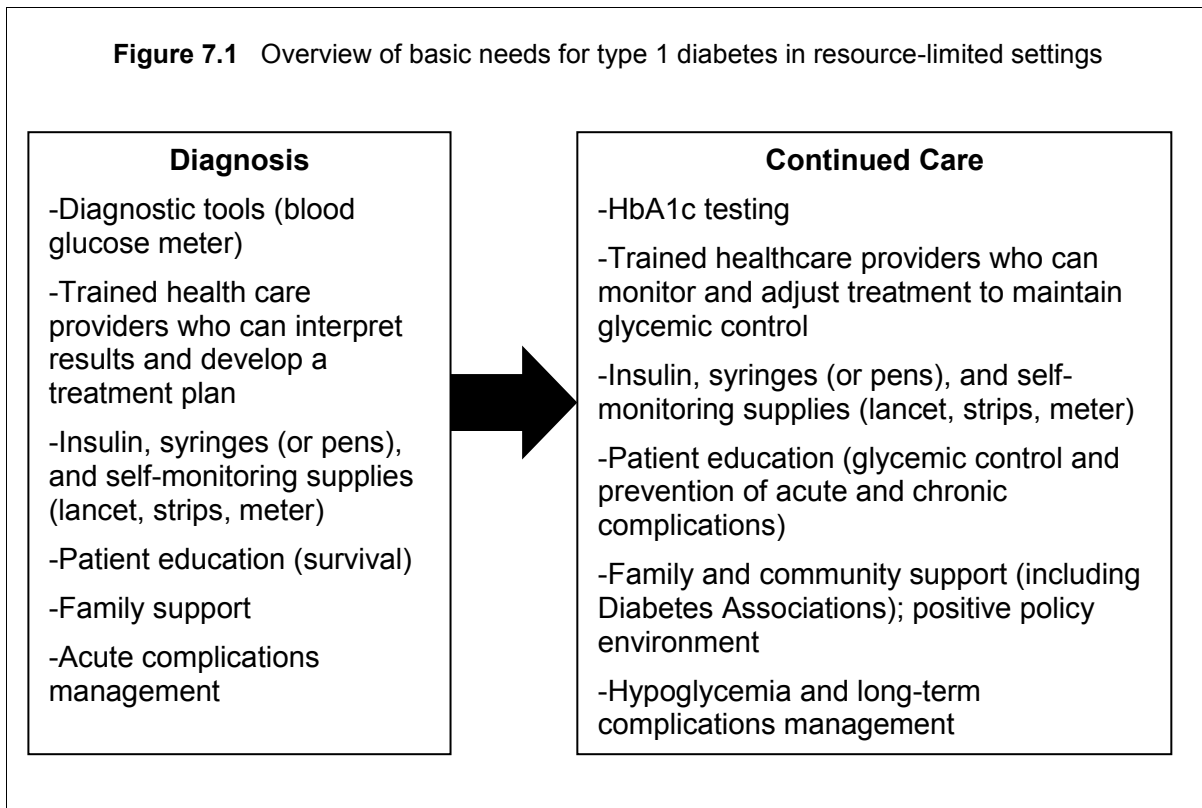 Figure 7.1 Overview of basic needs for type 1 diabetes in resource-limited settings
Diagnosis
-Diagnostic tools (blood
glucose meter)
-Trained health care
providers who can interpret
results and develop a
treatment plan
-Insulin, syringes (or pens),
and self-monitoring supplies
(lancet, strips, meter)
-Patient education (survival)
-Family support
-Acute complications
management
Continued Care
-HbA1c testing
-Trained healthcare providers who can
monitor and adjust treatment to maintain
glycemic control
-Insulin, syringes (or pens), and self-
monitoring supplies (lancet, strips, meter)
-Patient education (glycemic control and
prevention of acute and chronic
complications)
-Family and community support (including
Diabetes Associations); positive policy
environment
-Hypoglycemia and long-term
complications management